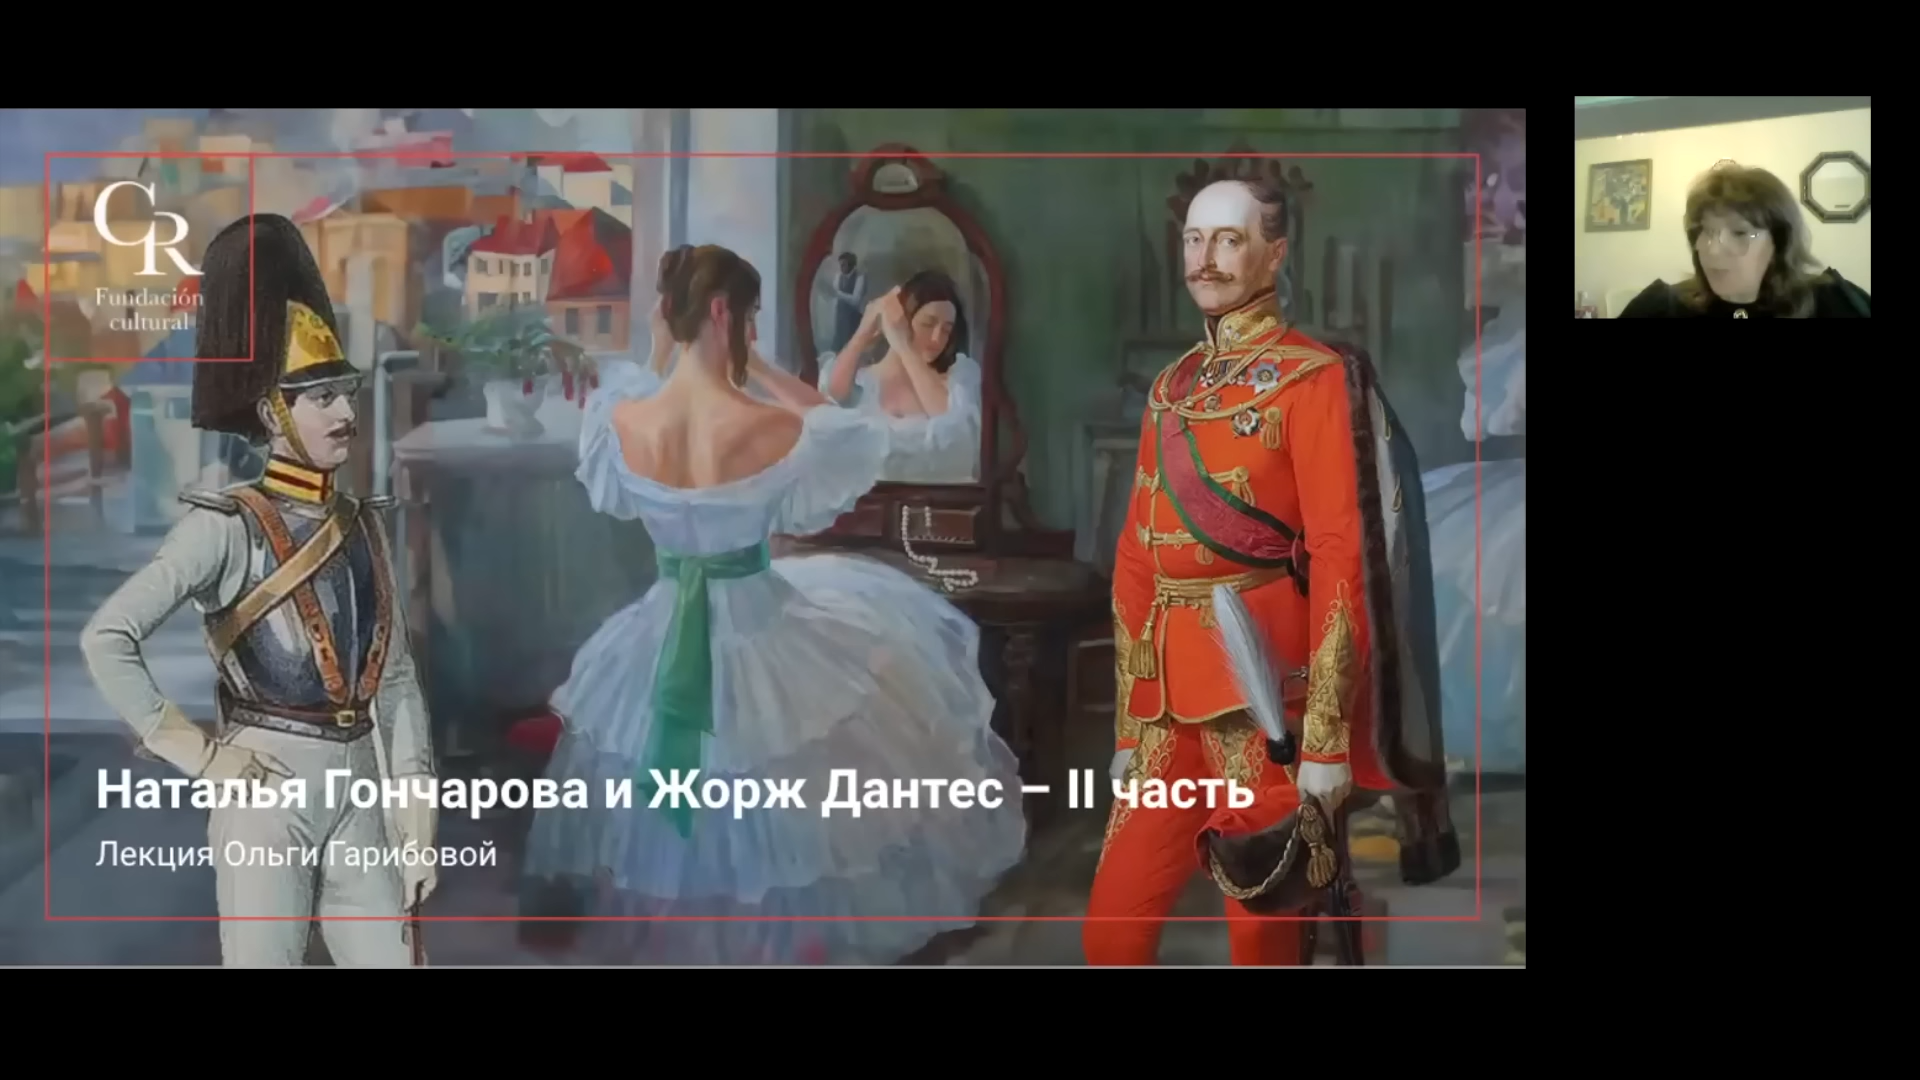 CR
Fundación
cultural
Наталья Гончарова и Жорж Дантес – II часть
Лекция Ольги Гарибовой